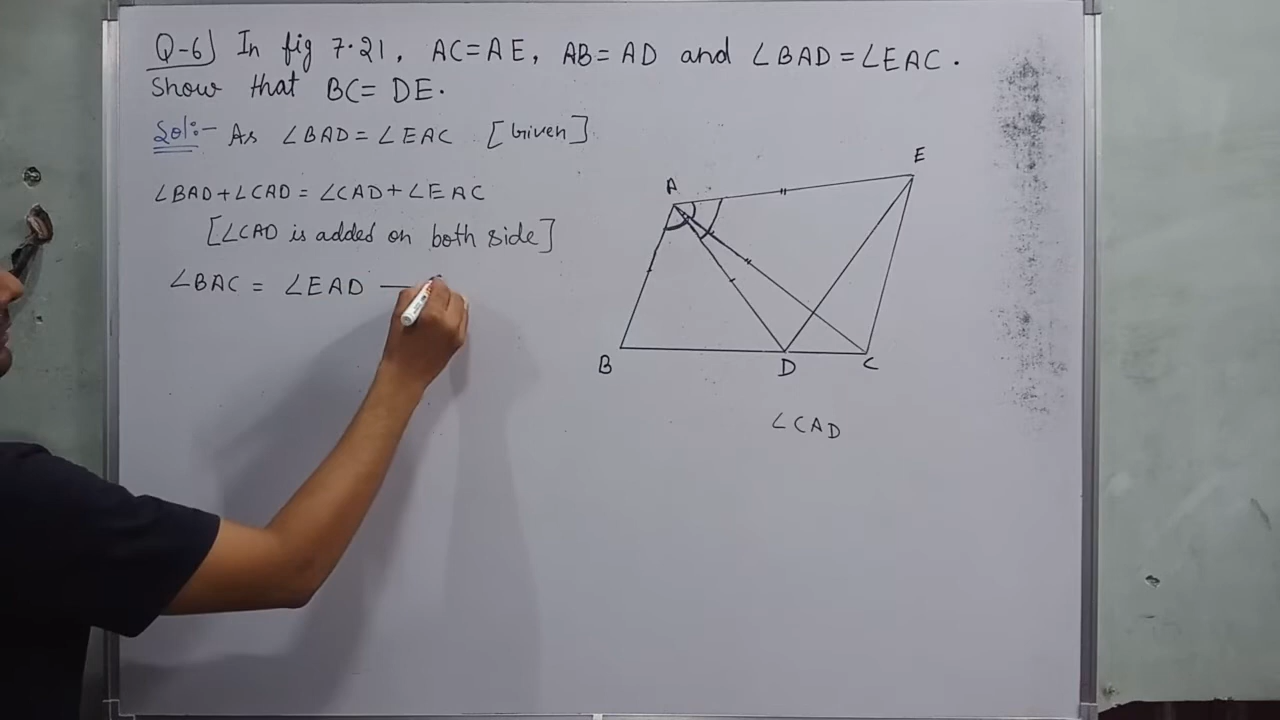 Q-6) In fig 7.21, AC=AE, AB=AD and ∠BAD=∠EAC.
Show that BC=DE.
Sol:- As ∠BAD=∠EAC [Given]
∠BAD+∠CAD=∠CAD+∠EAC
[∠CAD is added on both side]
∠BAC = ∠EAD —
E
A
B
D
C
∠CAD